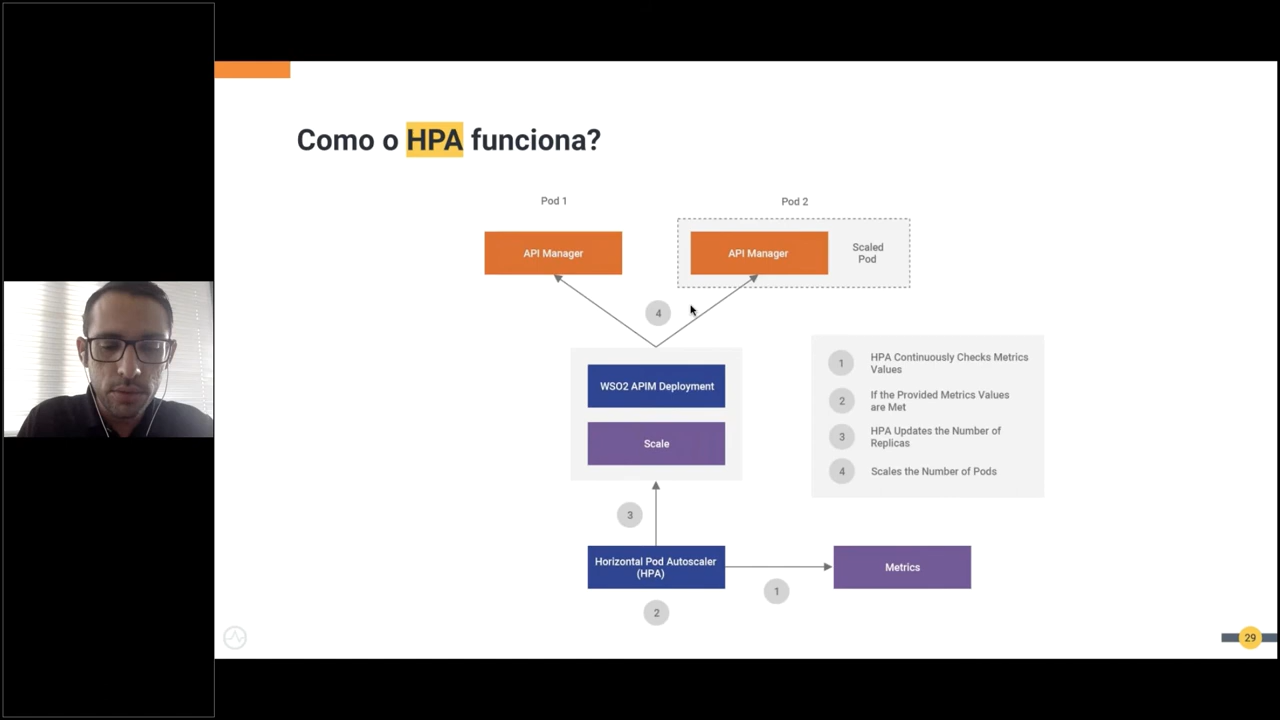 Como o HPA funciona?
Pod 1
Pod 2
API Manager
API Manager
Scaled
Pod
4
WSO2 APIM Deployment
Scale
1
HPA Continuously Checks Metrics
Values
2
If the Provided Metrics Values
are Met
3
HPA Updates the Number of
Replicas
4
Scales the Number of Pods
3
Horizontal Pod Autoscaler
(HPA)
Metrics
1
2
29